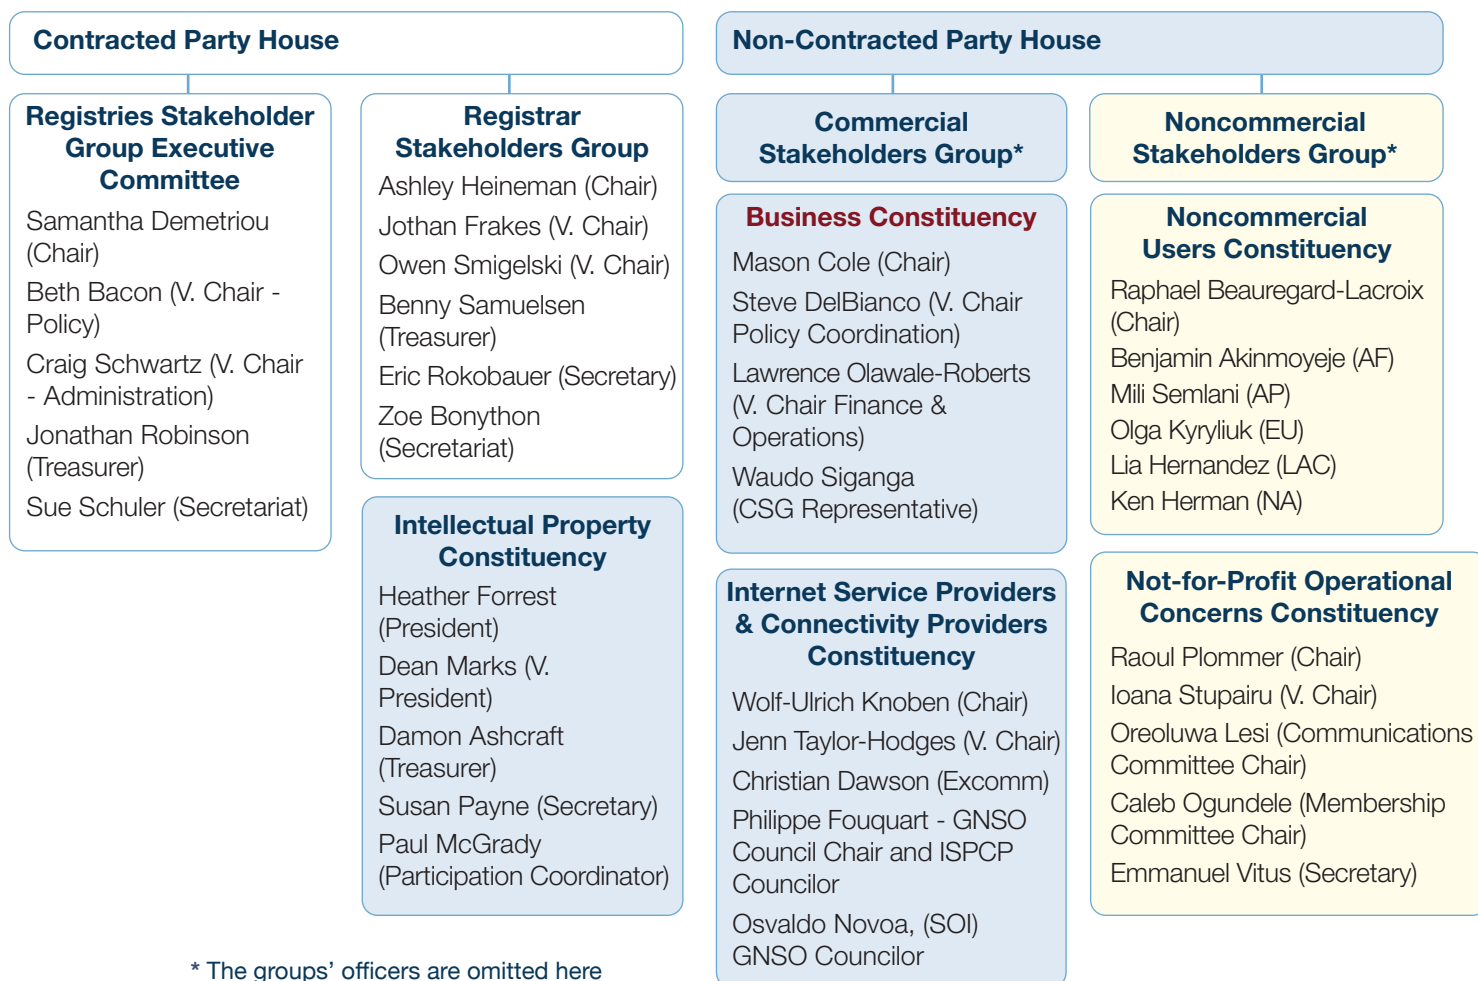 Contracted Party House
Registries Stakeholder
Group Executive
Committee
Samantha Demetriou
(Chair)
Beth Bacon (V. Chair -
Policy)
Craig Schwartz (V. Chair
- Administration)
Jonathan Robinson
(Treasurer)
Sue Schuler (Secretariat)
Registrar
Stakeholders Group
Ashley Heineman (Chair)
Jothan Frakes (V. Chair)
Owen Smigelski (V. Chair)
Benny Samuelsen
(Treasurer)
Eric Rokobauer (Secretary)
Zoe Bonython
(Secretariat)
Intellectual Property
Constituency
Heather Forrest
(President)
Dean Marks (V.
President)
Damon Ashcraft
(Treasurer)
Susan Payne (Secretary)
Paul McGrady
(Participation Coordinator)
Non-Contracted Party House
Commercial
Stakeholders Group*
Business Constituency
Mason Cole (Chair)
Steve DelBianco (V. Chair
Policy Coordination)
Lawrence Olawale-Roberts
(V. Chair Finance &
Operations)
Waudo Siganga
(CSG Representative)
Internet Service Providers
& Connectivity Providers
Constituency
Wolf-Ulrich Knoben (Chair)
Jenn Taylor-Hodges (V. Chair)
Christian Dawson (Excomm)
Philippe Fouquart - GNSO
Council Chair and ISPCP
Councilor
Osvaldo Novoa, (SOI)
GNSO Councilor
Noncommercial
Stakeholders Group*
Noncommercial
Users Constituency
Raphael Beauregard-Lacroix
(Chair)
Benjamin Akinmoyeje (AF)
Mili Semlani (AP)
Olga Kyryliuk (EU)
Lia Hernandez (LAC)
Ken Herman (NA)
Not-for-Profit Operational
Concerns Constituency
Raoul Plommer (Chair)
Ioana Stupairu (V. Chair)
Oreoluwa Lesi (Communications
Committee Chair)
Caleb Ogundele (Membership
Committee Chair)
Emmanuel Vitus (Secretary)
* The groups' officers are omitted here